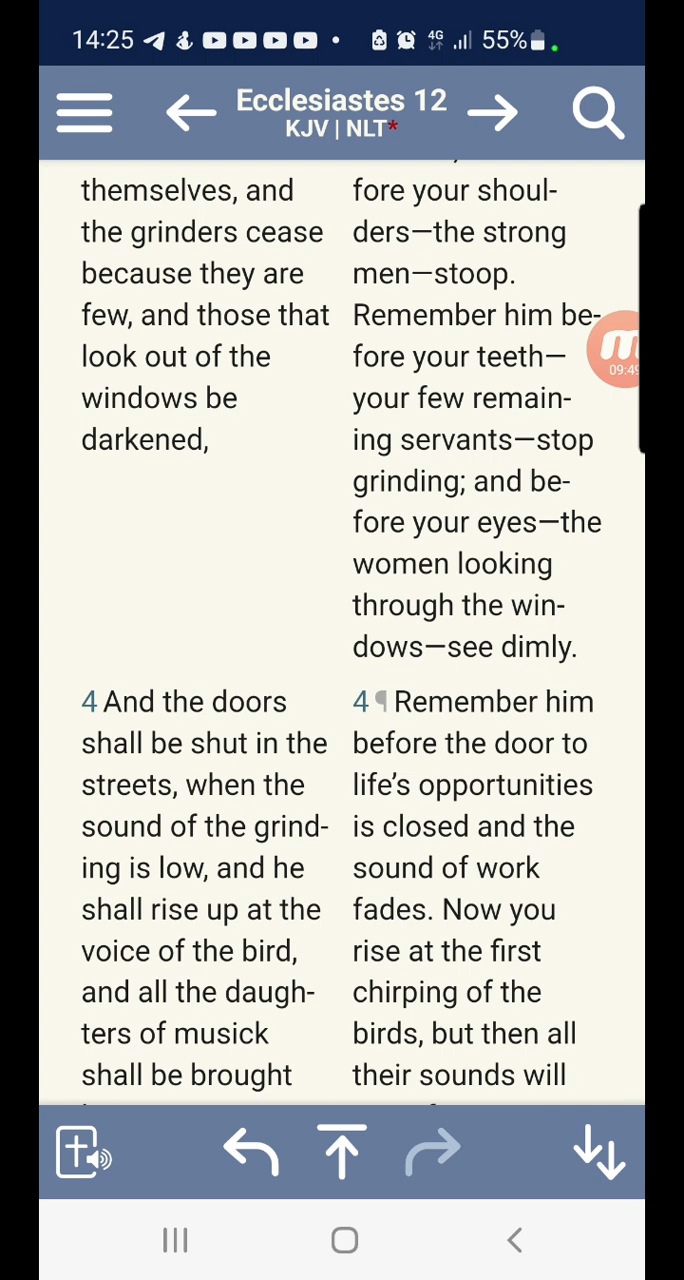 14:25 4G 55%
Ecclesiastes 12
KJV | NLT*
themselves, and
the grinders cease
because they are
few, and those that
look out of the
windows be
darkened,
fore your shoul-
ders—the strong
men—stoop.
Remember him be-
fore your teeth—
your few remain-
ing servants—stop
grinding; and be-
fore your eyes—the
women looking
through the win-
dows—see dimly.
09:49
4 And the doors
shall be shut in the
streets, when the
sound of the grind-
ing is low, and he
shall rise up at the
voice of the bird,
and all the daugh-
ters of musick
shall be brought
4 ¶ Remember him
before the door to
life’s opportunities
is closed and the
sound of work
fades. Now you
rise at the first
chirping of the
birds, but then all
their sounds will